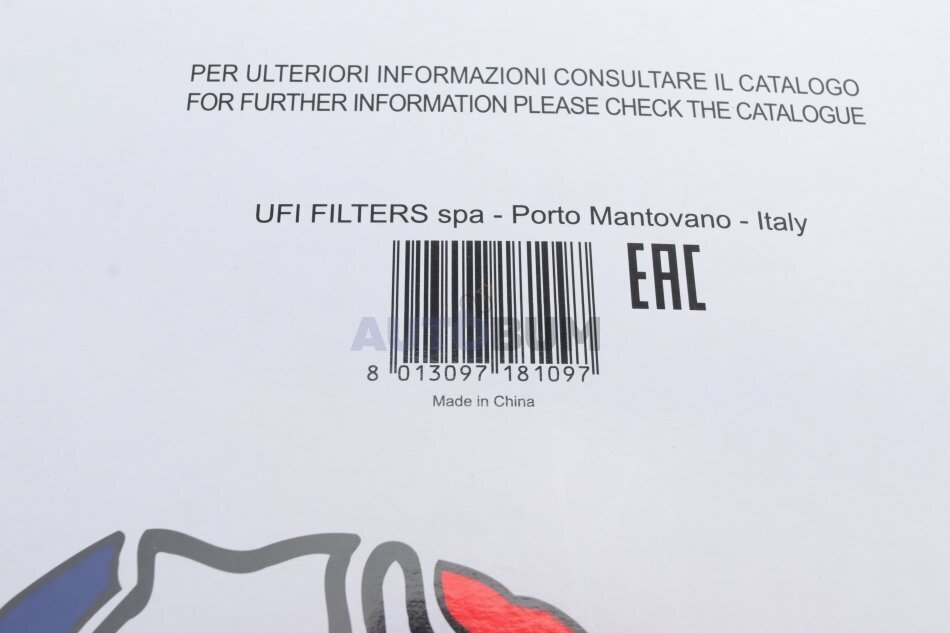 PER ULTERIORI INFORMAZIONI CONSULTARE IL CATALOGO
FOR FURTHER INFORMATION PLEASE CHECK THE CATALOGUE
UFI FILTERS spa - Porto Mantovano - Italy
EAC
AUTOBUM
8 013097 181097
Made in China